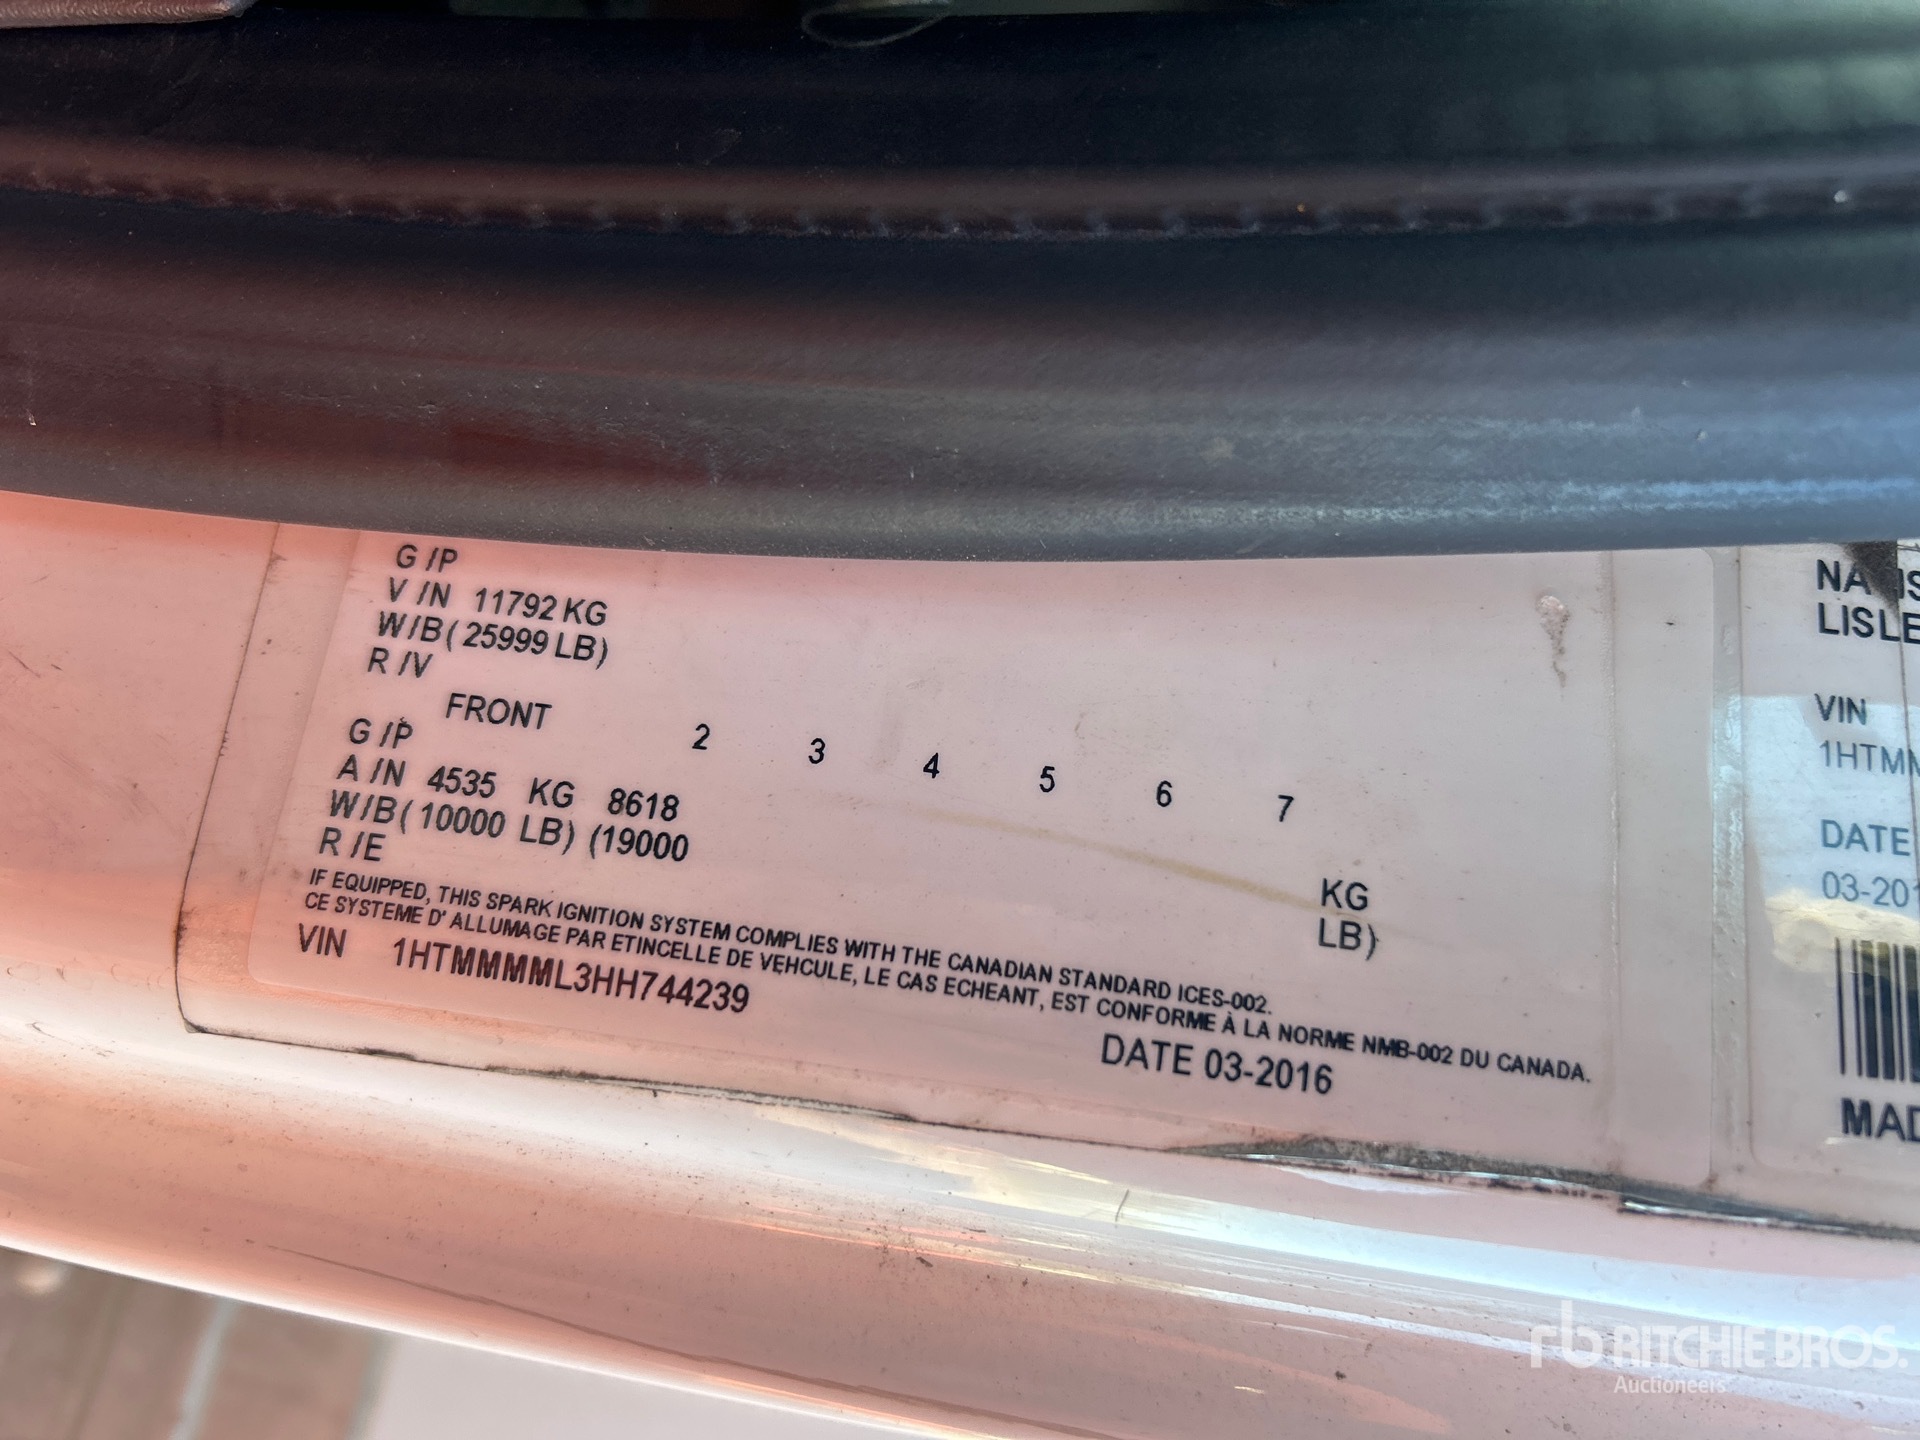 G /P
V /N 11792 KG
W/B ( 25999 LB)
R /V
FRONT 2 3 4 5 6 7
G /P
A /N 4535 KG 8618 KG
W/B ( 10000 LB) (19000 LB)
R /E
IF EQUIPPED, THIS SPARK IGNITION SYSTEM COMPLIES WITH THE CANADIAN STANDARD ICES-002.
CE SYSTEME D' ALLUMAGE PAR ETINCELLE DE VEHCULE, LE CAS ECHEANT, EST CONFORME À LA NORME NMB-002 DU CANADA.
VIN 1HTMMMML3HH744239
DATE 03-2016
LISLE
VIN
1HTMM
DATE
03-201
MAD
rb RITCHIE BROS.
Auctioneers